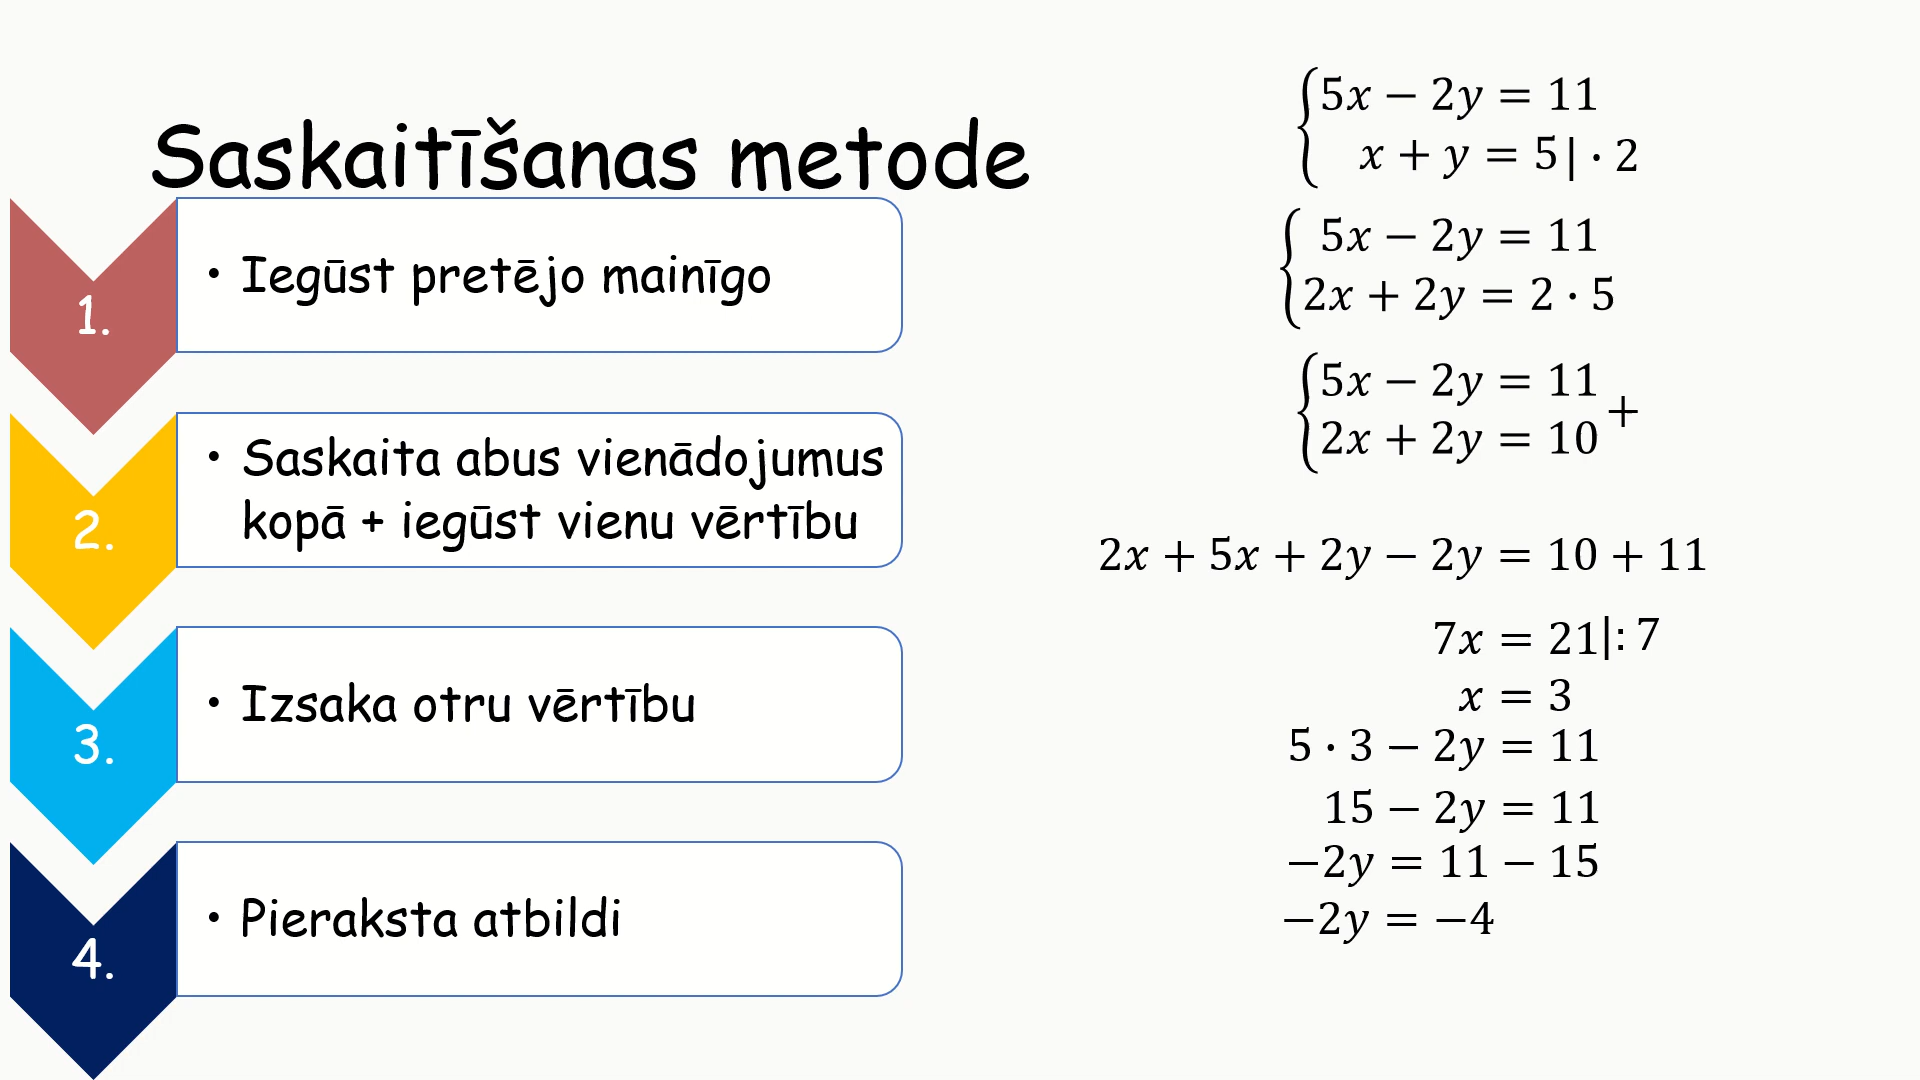 Saskaitīšanas metode
1.
• Iegūst pretējo mainīgo
2.
• Saskaita abus vienādojumus
kopā + iegūst vienu vērtību
3.
• Izsaka otru vērtību
4.
• Pieraksta atbildi
5x − 2y = 11
x + y = 5| · 2
5x − 2y = 11
2x + 2y = 2 · 5
5x − 2y = 11
2x + 2y = 10
+
2x + 5x + 2y − 2y = 10 + 11
7x = 21|: 7
x = 3
5 · 3 − 2y = 11
15 − 2y = 11
−2y = 11 − 15
−2y = −4